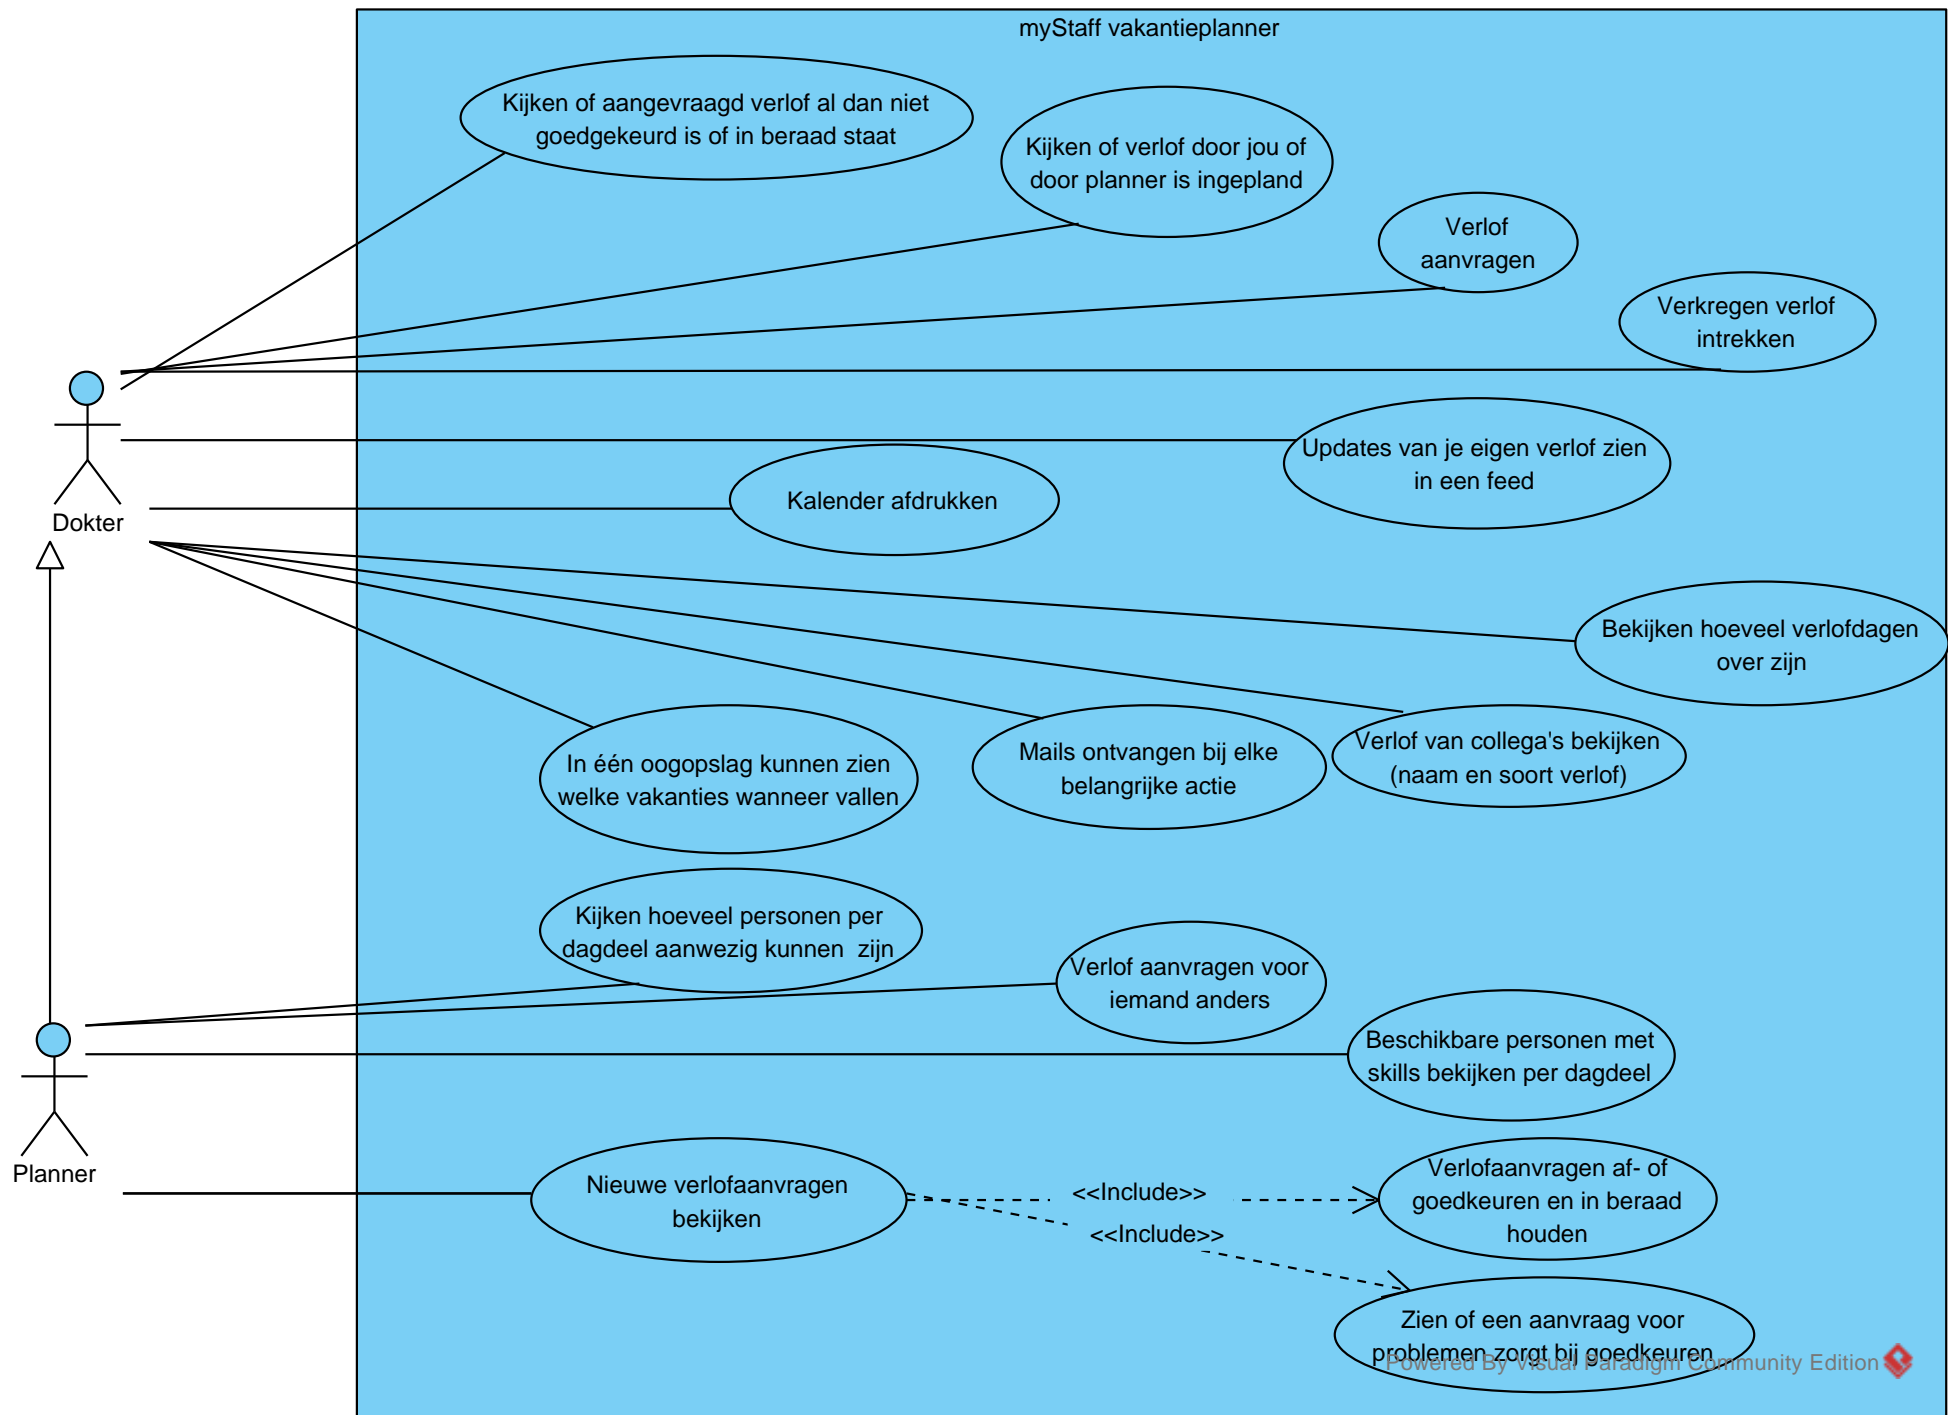 myStaff vakantieplanner
Kijken of aangevraagd verlof al dan niet
goedgekeurd is of in beraad staat
Kijken of verlof door jou of
door planner is ingepland
Verlof
aanvragen
Verkregen verlof
intrekken
Updates van je eigen verlof zien
in een feed
Kalender afdrukken
Dokter
Bekijken hoeveel verlofdagen
over zijn
In één oogopslag kunnen zien
welke vakanties wanneer vallen
Mails ontvangen bij elke
belangrijke actie
Verlof van collega's bekijken
(naam en soort verlof)
Kijken hoeveel personen per
dagdeel aanwezig kunnen  zijn
Verlof aanvragen voor
iemand anders
Beschikbare personen met
skills bekijken per dagdeel
Planner
Nieuwe verlofaanvragen
bekijken
<<Include>>
<<Include>>
Verlofaanvragen af- of
goedkeuren en in beraad
houden
Zien of een aanvraag voor
problemen zorgt bij goedkeuren
Powered By Visual Paradigm Community Edition